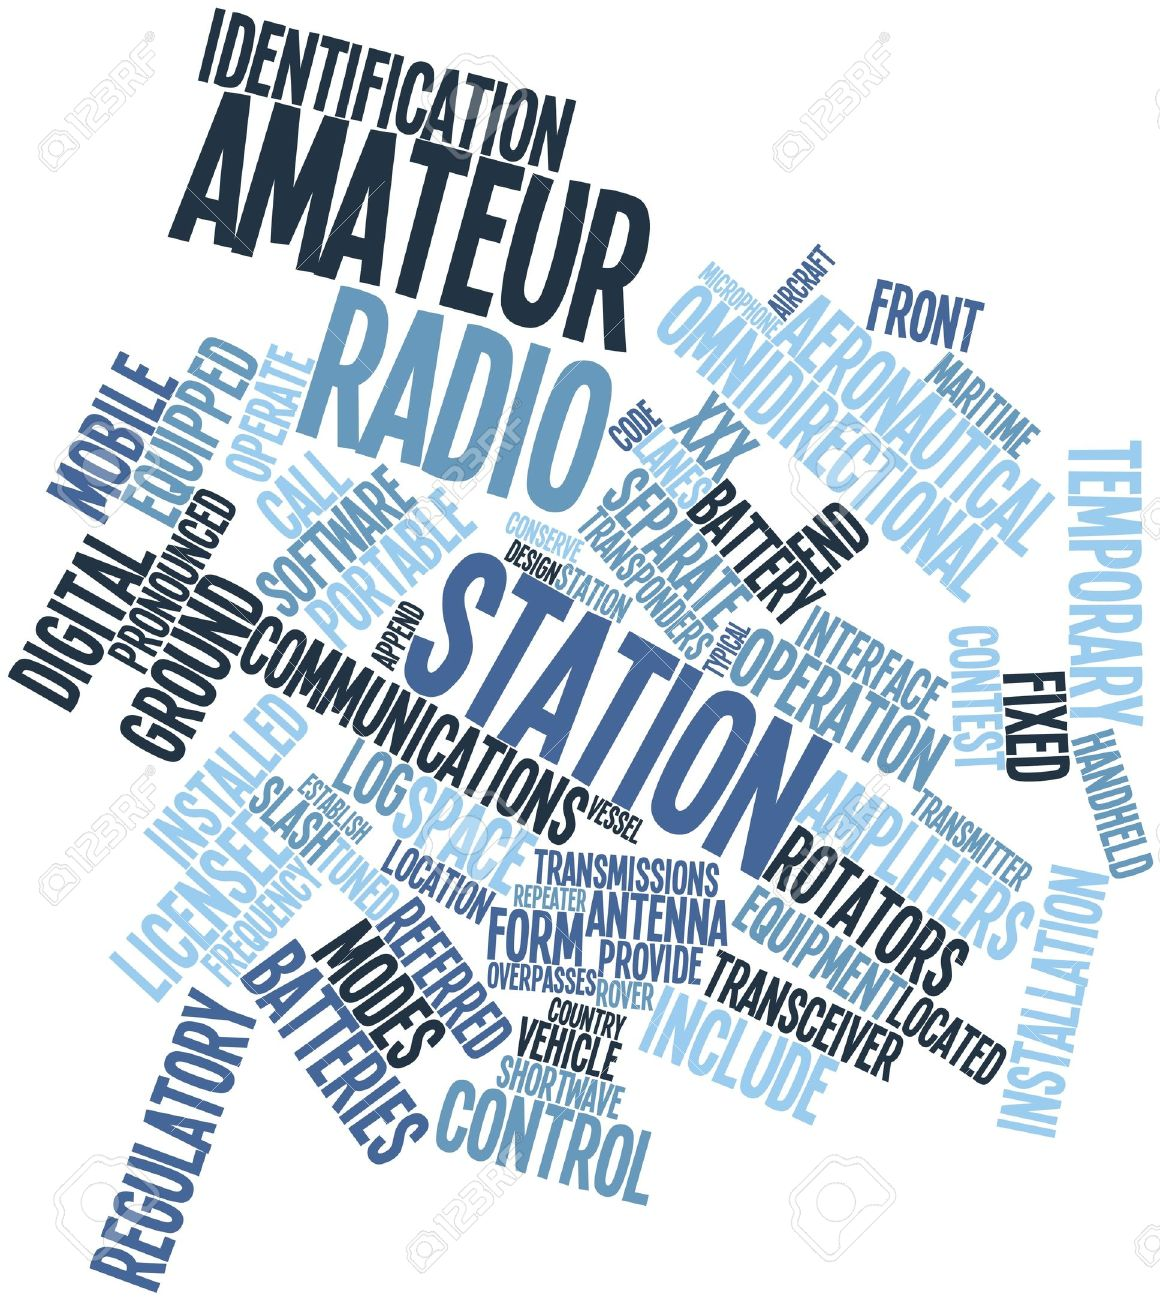 IDENTIFICATION
AMATEUR
RADIO
MICROPHONE
AIRCRAFT
FRONT
AERONAUTICAL
OMNIDIRECTIONAL
MARITIME
MOBILE
EQUIPPED
OPERATE
CODE
LANES
XXX
CALL
SOFTWARE
PORTABLE
SEPARATE
BATTERY
END
TEMPORARY
DIGITAL
PRONOUNCED
GROUND
CONSERVE
DESIGN
STATION
TRANSPONDERS
APPEND
STATION
TYPICAL
INTERFACE
OPERATION
CONTEST
FIXED
HANDHELD
COMMUNICATIONS
INSTALLED
LOG
SPACE
VESSEL
AMPLIFIERS
TRANSMITTER
ESTABLISH
SLASH
LICENSEE
TUNED
FREQUENCY
LOCATION
TRANSMISSIONS
REPEATER
ANTENNA
FORM
PROVIDE
OVERPASSES
ROVER
ROTATORS
EQUIPMENT
LOCATED
INSTALLATION
TRANSCEIVER
REFERRED
MODES
BATTERIES
COUNTRY
VEHICLE
INCLUDE
SHORTWAVE
CONTROL
REGULATORY
123RF